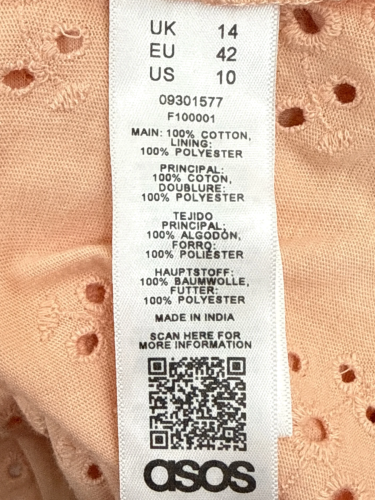 UK 14
EU 42
US 10
09301577
F100001
MAIN: 100% COTTON,
LINING:
100% POLYESTER
PRINCIPAL:
100% COTON,
DOUBLURE:
100% POLYESTER
TEJIDO
PRINCIPAL:
100% ALGODÓN,
FORRO:
100% POLIÉSTER
HAUPTSTOFF:
100% BAUMWOLLE,
FUTTER:
100% POLYESTER
MADE IN INDIA
SCAN HERE FOR
MORE INFORMATION
asos